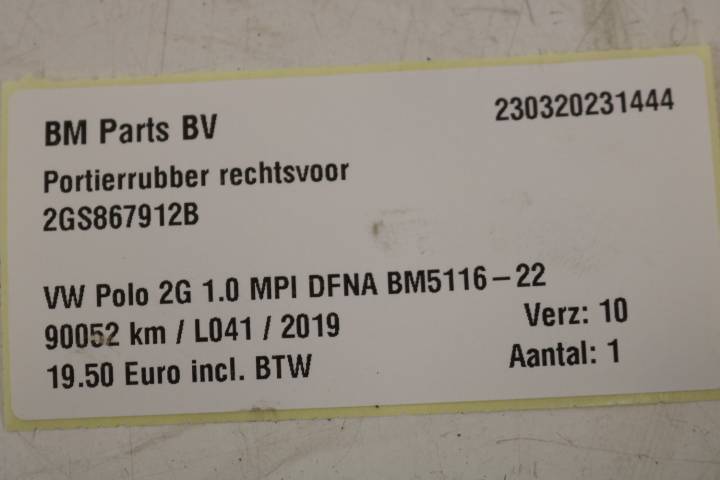 BM Parts BV 230320231444
Portierrubber rechtsvoor
2GS867912B
VW Polo 2G 1.0 MPI DFNA BM5116-22
90052 km / L041 / 2019 Verz: 10
19.50 Euro incl. BTW Aantal: 1